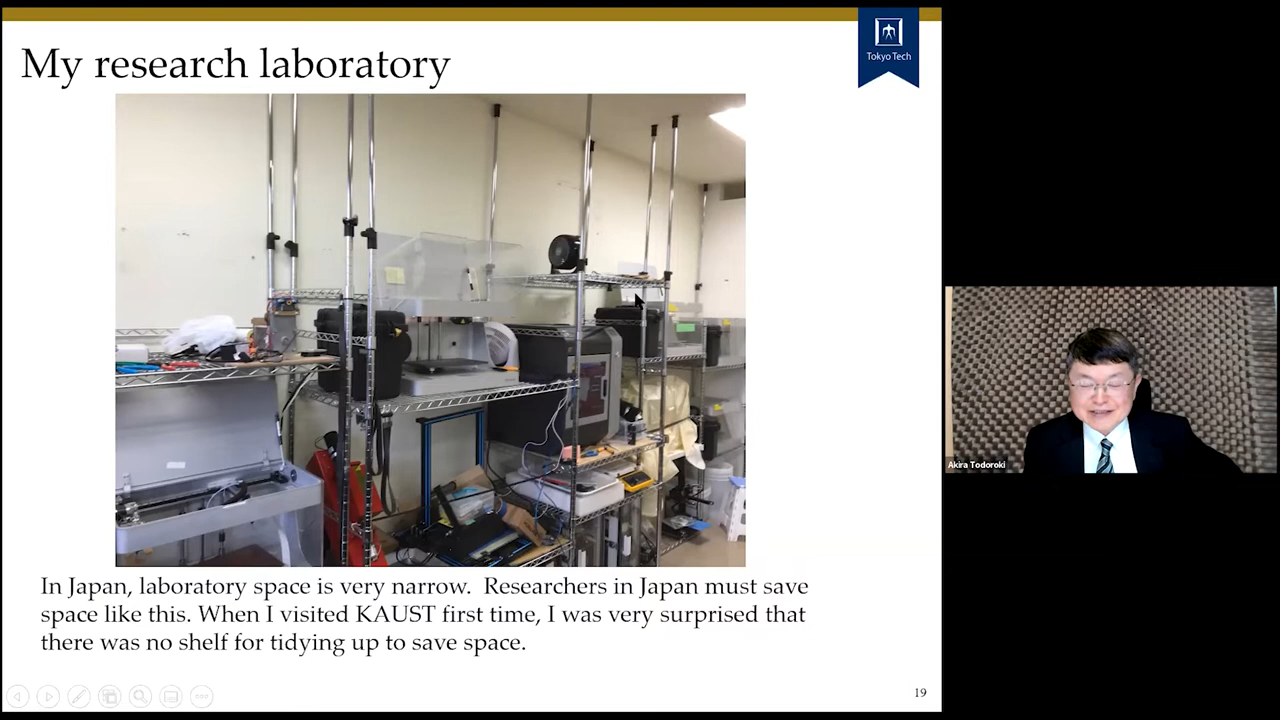 My research laboratory
Tokyo Tech
In Japan, laboratory space is very narrow.  Researchers in Japan must save
space like this. When I visited KAUST first time, I was very surprised that
there was no shelf for tidying up to save space.
19
Akira Todoroki